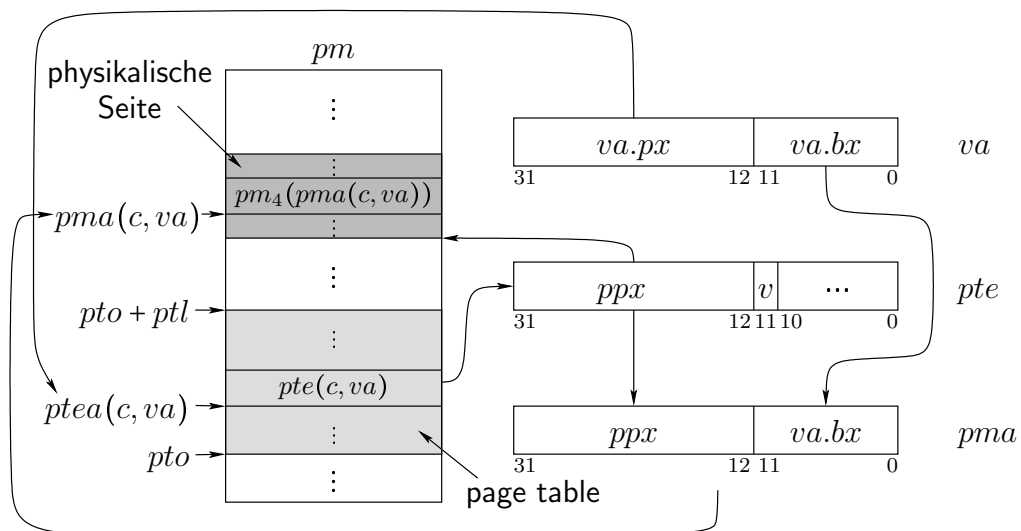 pm
physikalische
Seite
⋮
va.px va.bx va
31 12 11 0
⋮
pm₄(pma(c, va))
pma(c, va)
⋮
⋮
ppx v ··· pte
31 12 11 10 0
pto + ptl
⋮
pte(c, va)
ptea(c, va)
ppx va.bx pma
31 12 11 0
⋮
pto
⋮
page table